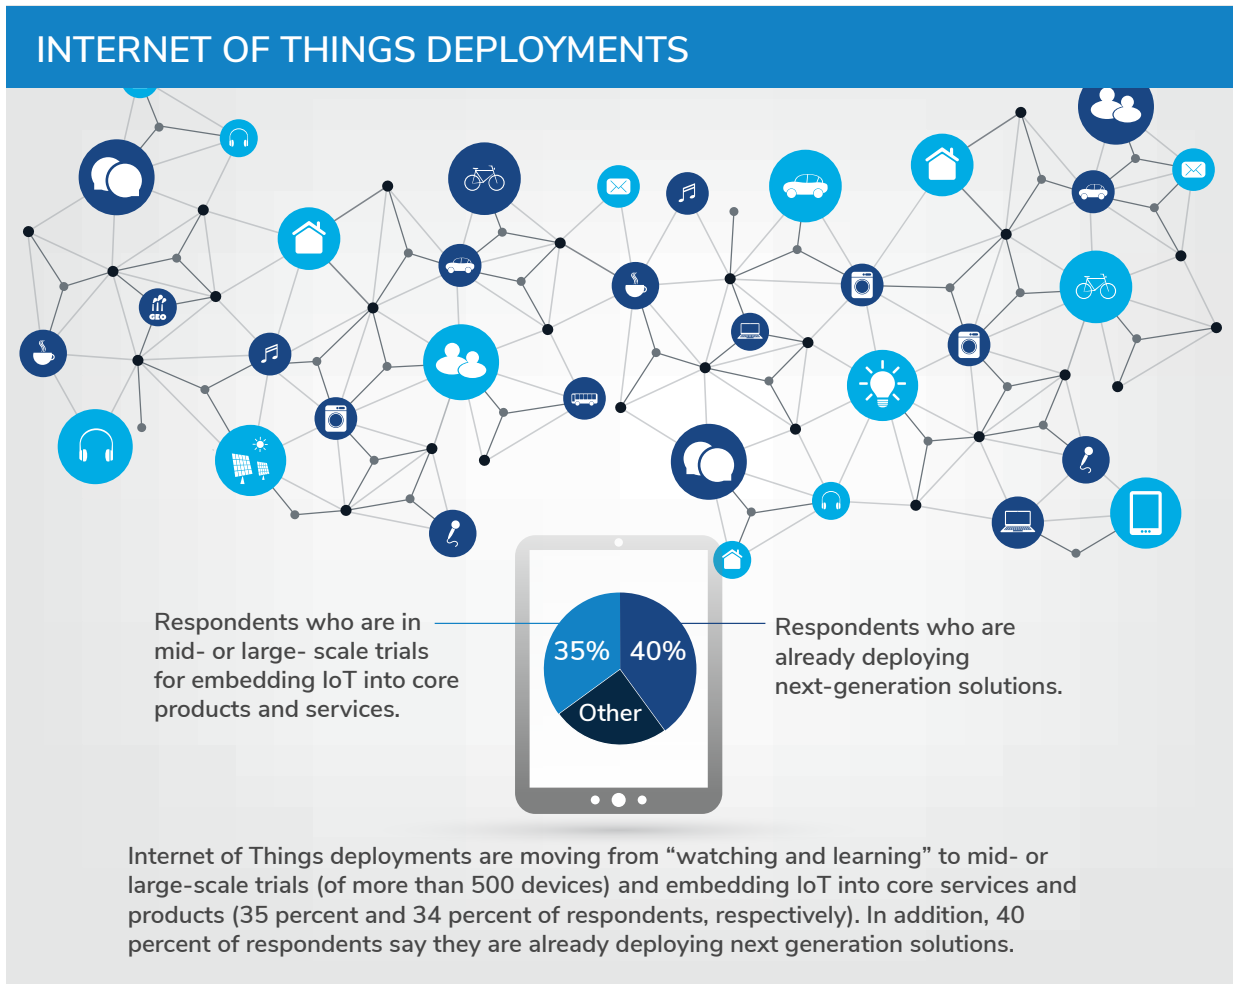 INTERNET OF THINGS DEPLOYMENTS
CEO
Respondents who are in
mid- or large- scale trials
for embedding IoT into core
products and services.
35%
40%
Other
Respondents who are
already deploying
next-generation solutions.
Internet of Things deployments are moving from “watching and learning” to mid- or
large-scale trials (of more than 500 devices) and embedding IoT into core services and
products (35 percent and 34 percent of respondents, respectively). In addition, 40
percent of respondents say they are already deploying next generation solutions.